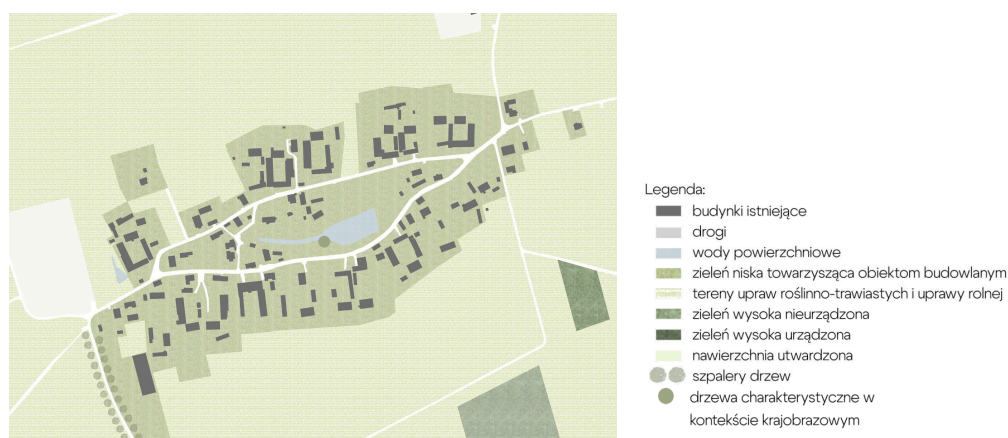 Legenda:
budynki istniejące
drogi
wody powierzchniowe
zieleń niska towarzysząca obiektom budowlanym
tereny upraw roślinno-trawiastych i uprawy rolnej
zieleń wysoka nieurządzona
zieleń wysoka urządzona
nawierzchnia utwardzona
szpalery drzew
drzewa charakterystyczne w
kontekście krajobrazowym